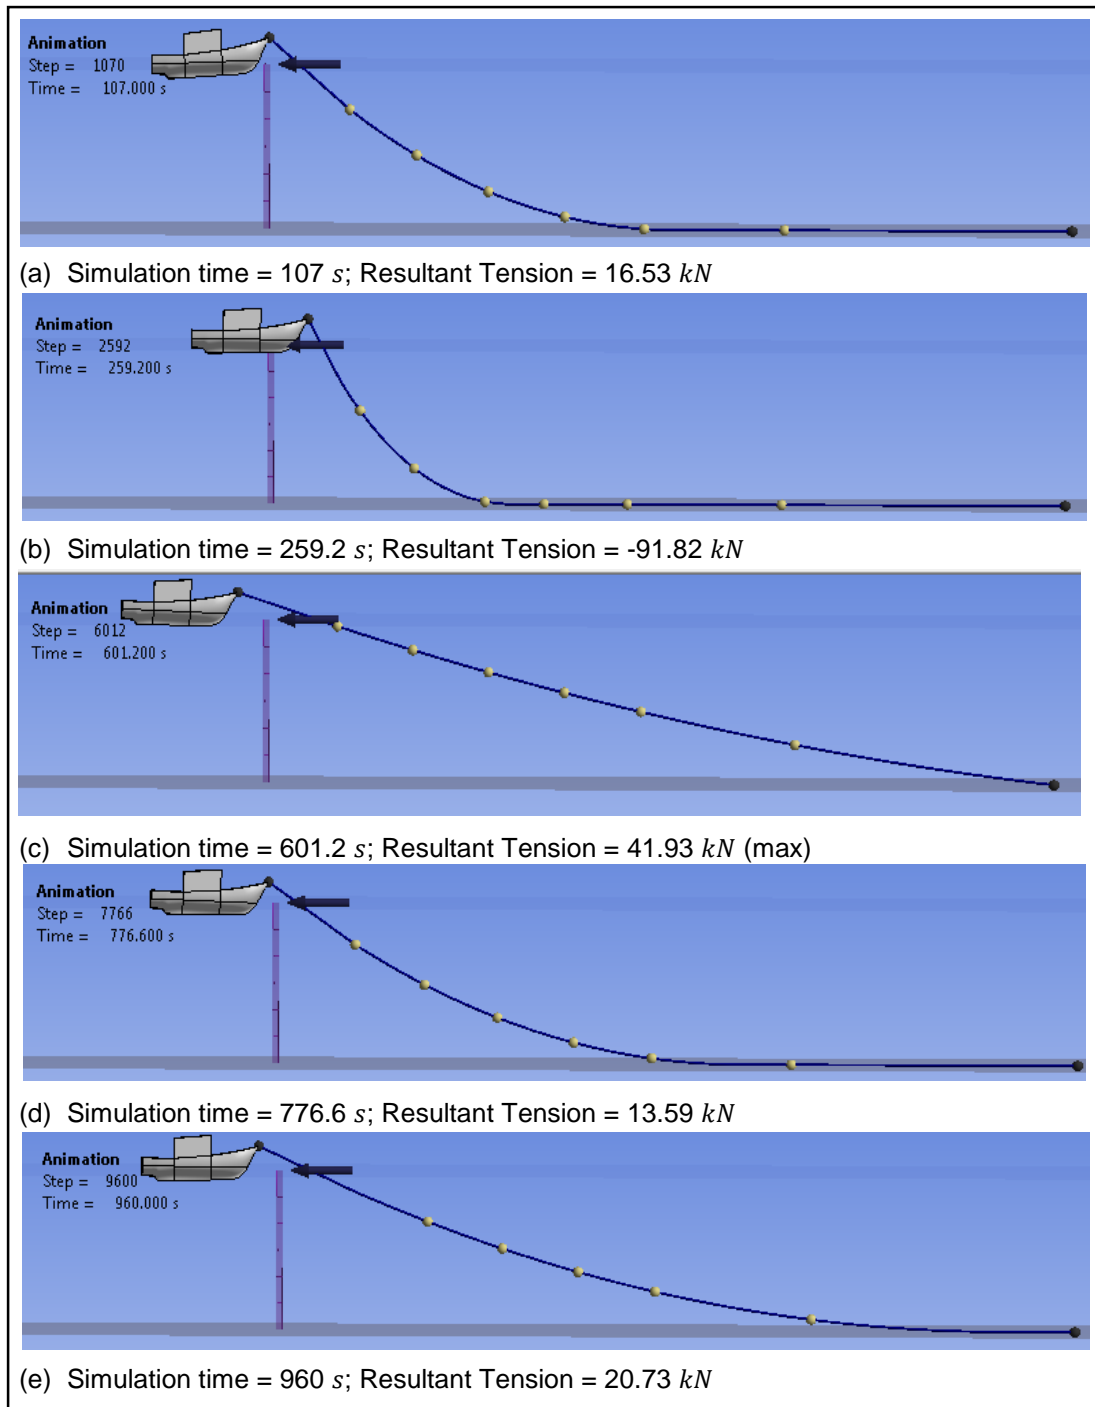 Animation
Step = 1070
Time = 107.000 s
(a) Simulation time = 107 s; Resultant Tension = 16.53 kN
Animation
Step = 2592
Time = 259.200 s
(b) Simulation time = 259.2 s; Resultant Tension = -91.82 kN
Animation
Step = 6012
Time = 601.200 s
(c) Simulation time = 601.2 s; Resultant Tension = 41.93 kN (max)
Animation
Step = 7766
Time = 776.600 s
(d) Simulation time = 776.6 s; Resultant Tension = 13.59 kN
Animation
Step = 9600
Time = 960.000 s
(e) Simulation time = 960 s; Resultant Tension = 20.73 kN